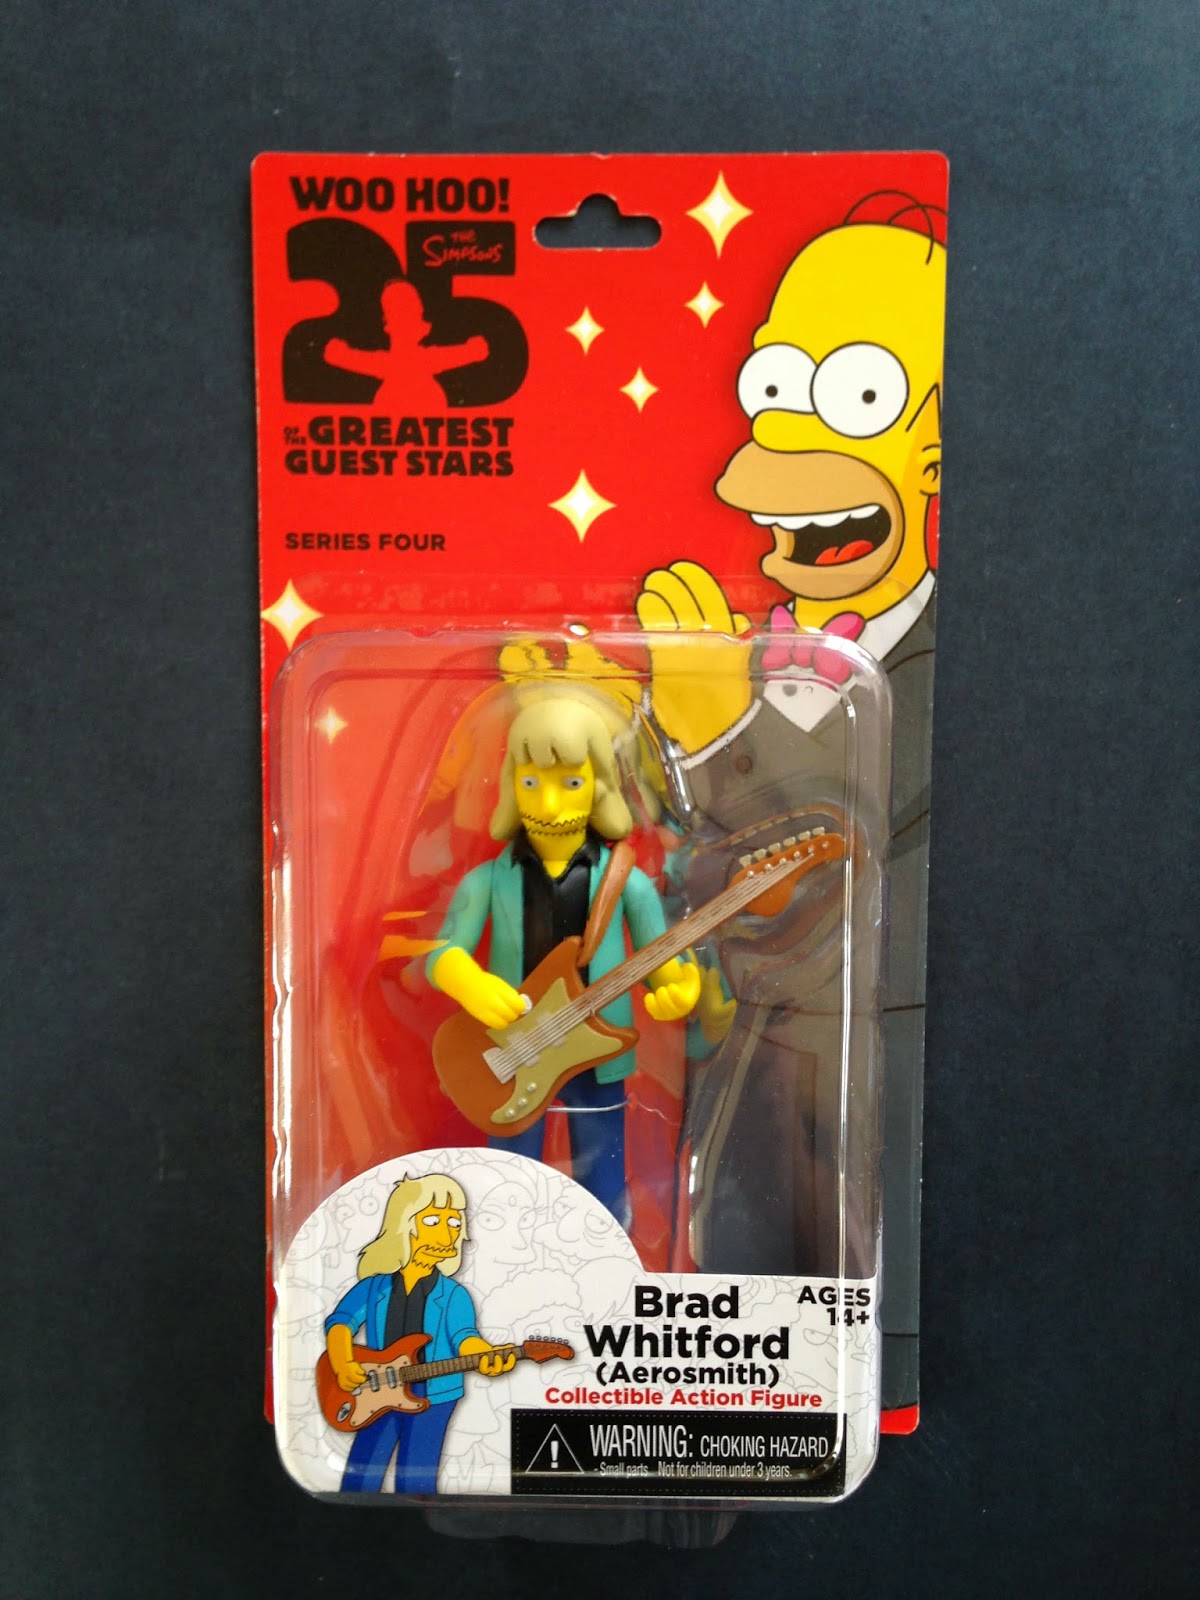 WOO HOO!
25
THE
SIMPSONS
OF THE GREATEST
GUEST STARS
SERIES FOUR
Brad
Whitford
(Aerosmith)
Collectible Action Figure
AGES
14+
WARNING: CHOKING HAZARD
- Small parts Not for children under 3 years.